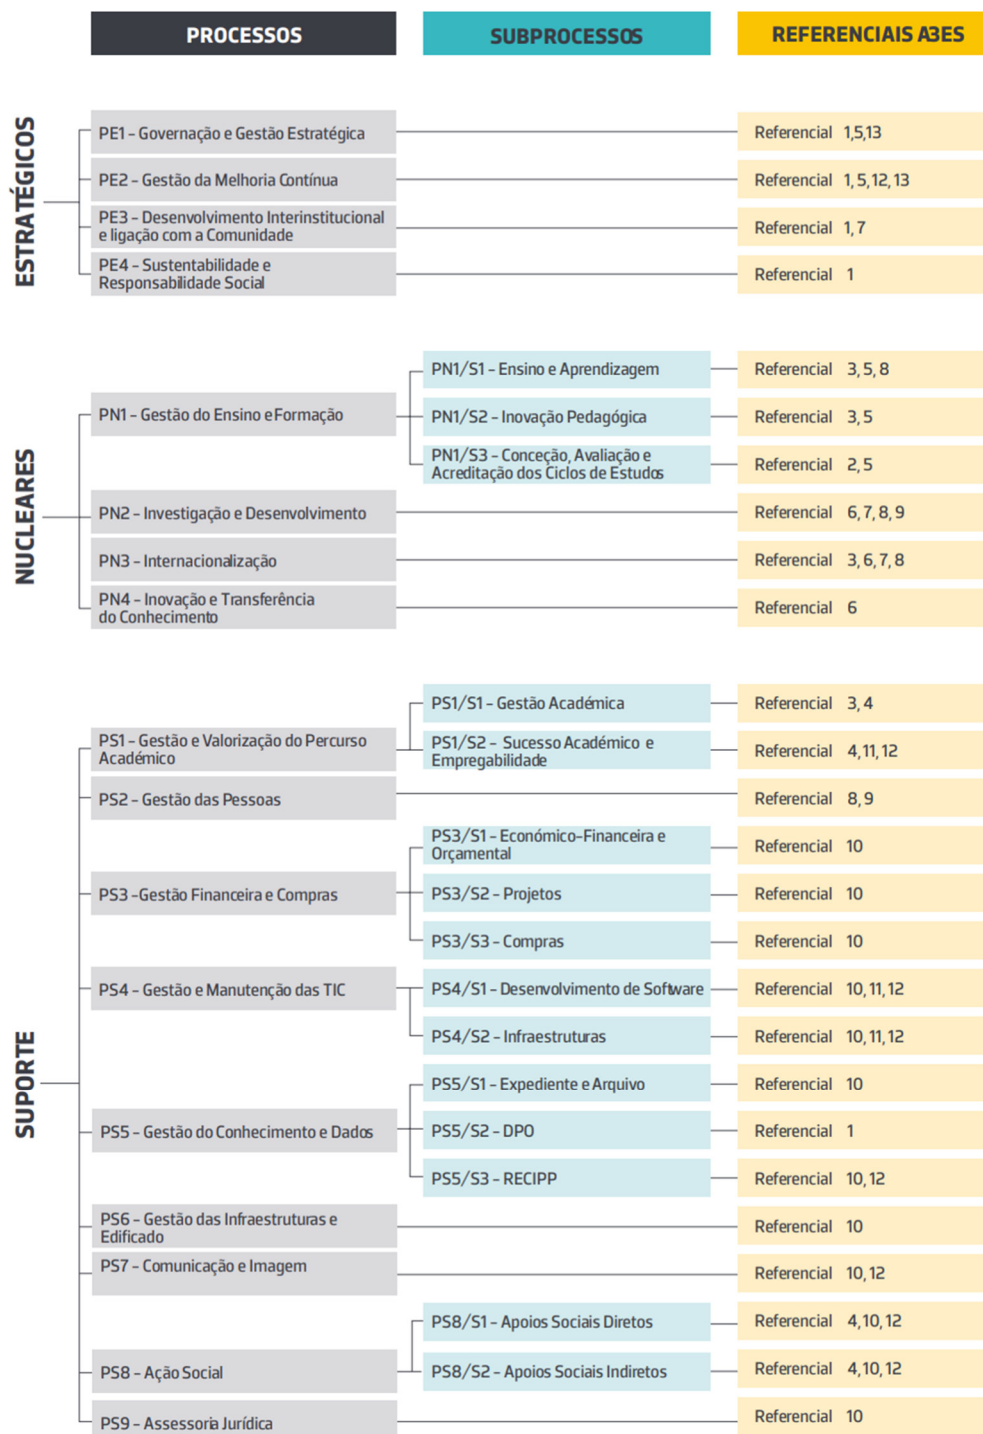 PROCESSOS
SUBPROCESSOS
REFERENCIAIS A3ES
ESTRATÉGICOS
PE1 – Governação e Gestão Estratégica
Referencial 1,5,13
PE2 – Gestão da Melhoria Contínua
Referencial 1, 5, 12, 13
PE3 – Desenvolvimento Interinstitucional
e ligação com a Comunidade
Referencial 1, 7
PE4 – Sustentabilidade e
Responsabilidade Social
Referencial 1
NUCLEARES
PN1 – Gestão do Ensino e Formação
PN1/S1 – Ensino e Aprendizagem
Referencial 3, 5, 8
PN1/S2 – Inovação Pedagógica
Referencial 3, 5
PN1/S3 – Conceção, Avaliação e
Acreditação dos Ciclos de Estudos
Referencial 2, 5
PN2 – Investigação e Desenvolvimento
Referencial 6, 7, 8, 9
PN3 – Internacionalização
Referencial 3, 6, 7, 8
PN4 – Inovação e Transferência
do Conhecimento
Referencial 6
SUPORTE
PS1 – Gestão e Valorização do Percurso
Académico
PS1/S1 – Gestão Académica
Referencial 3, 4
PS1/S2 – Sucesso Académico e
Empregabilidade
Referencial 4, 11, 12
PS2 – Gestão das Pessoas
Referencial 8, 9
PS3 –Gestão Financeira e Compras
PS3/S1 – Económico-Financeira e
Orçamental
Referencial 10
PS3/S2 – Projetos
Referencial 10
PS3/S3 – Compras
Referencial 10
PS4 – Gestão e Manutenção das TIC
PS4/S1 – Desenvolvimento de Software
Referencial 10, 11, 12
PS4/S2 – Infraestruturas
Referencial 10, 11, 12
PS5 – Gestão do Conhecimento e Dados
PS5/S1 – Expediente e Arquivo
Referencial 10
PS5/S2 – DPO
Referencial 1
PS5/S3 – RECIPP
Referencial 10, 12
PS6 – Gestão das Infraestruturas e
Edificado
Referencial 10
PS7 – Comunicação e Imagem
Referencial 10, 12
PS8 – Ação Social
PS8/S1 – Apoios Sociais Diretos
Referencial 4, 10, 12
PS8/S2 – Apoios Sociais Indiretos
Referencial 4, 10, 12
PS9 – Assessoria Jurídica
Referencial 10